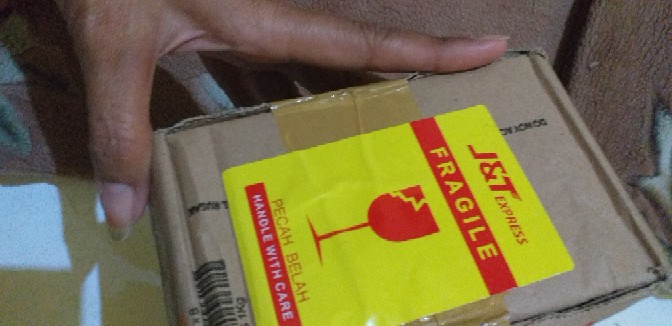 J&T EXPRESS
FRAGILE
PECAH BELAH
HANDLE WITH CARE